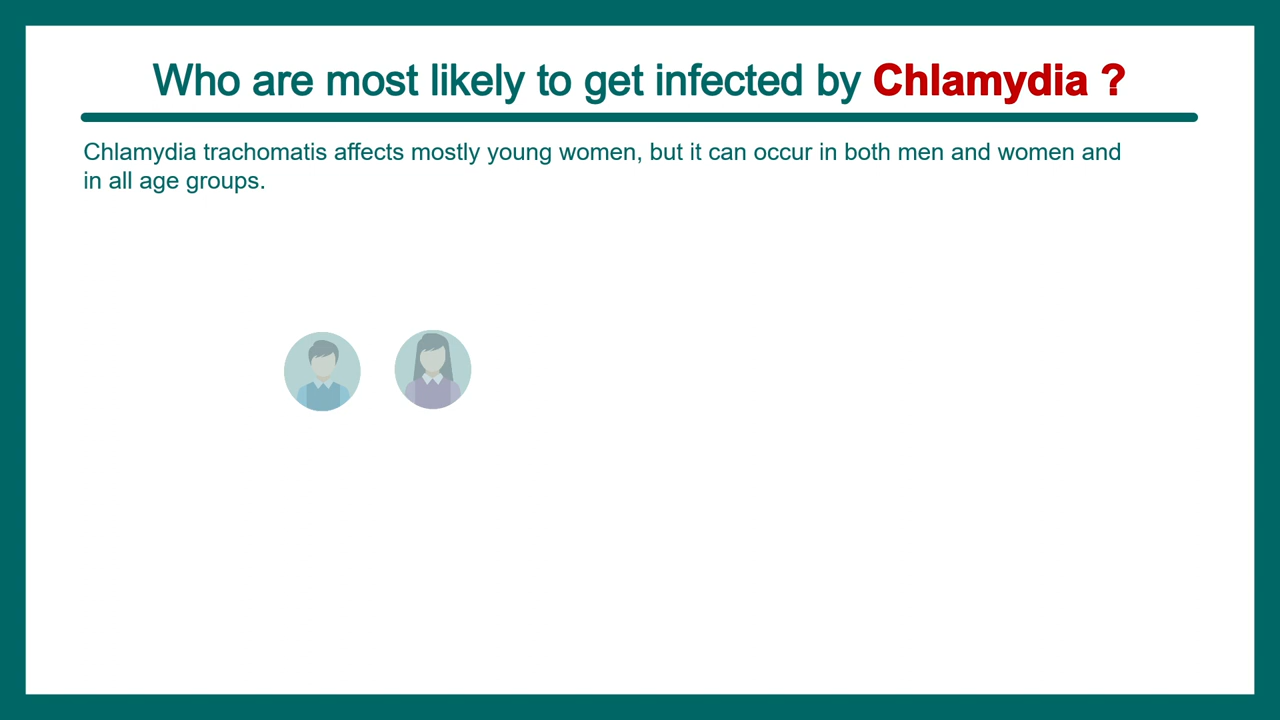 Who are most likely to get infected by Chlamydia ?
Chlamydia trachomatis affects mostly young women, but it can occur in both men and women and
in all age groups.